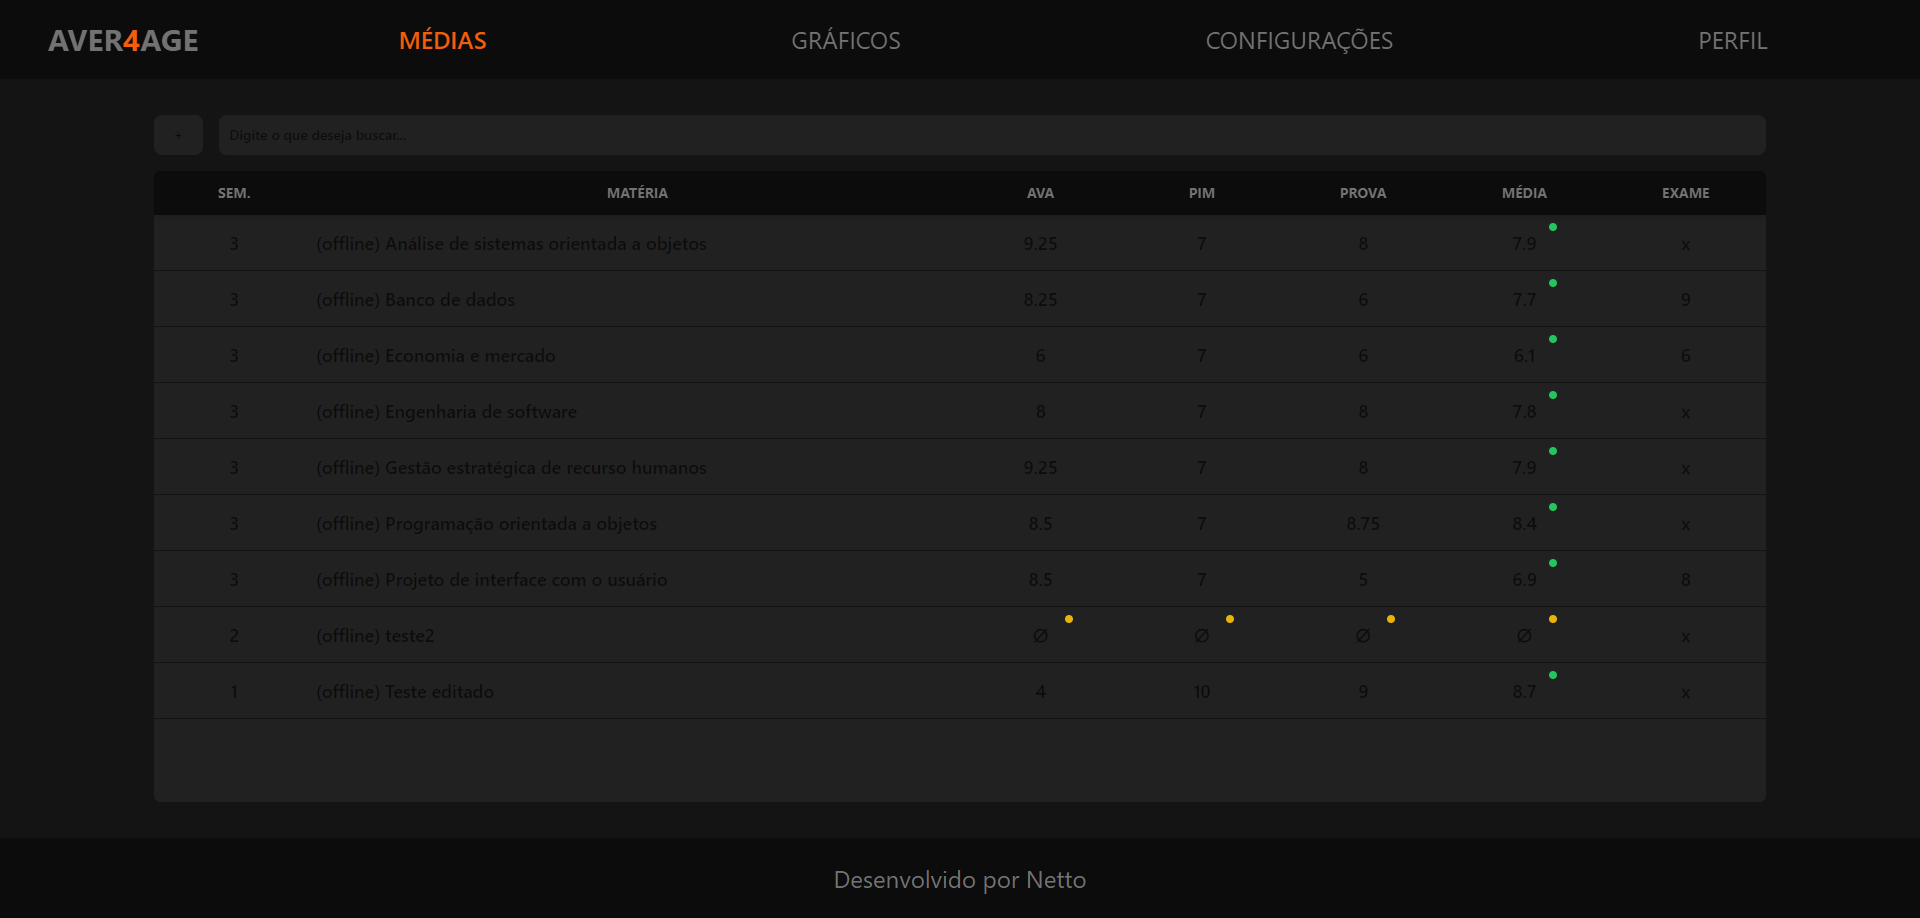 AVER4AGE MÉDIAS GRÁFICOS CONFIGURAÇÕES PERFIL
+ Digite o que deseja buscar...
SEM. MATÉRIA AVA PIM PROVA MÉDIA EXAME
3 (offline) Análise de sistemas orientada a objetos 9.25 7 8 7.9 x
3 (offline) Banco de dados 8.25 7 6 7.7 9
3 (offline) Economia e mercado 6 7 6 6.1 6
3 (offline) Engenharia de software 8 7 8 7.8 x
3 (offline) Gestão estratégica de recurso humanos 9.25 7 8 7.9 x
3 (offline) Programação orientada a objetos 8.5 7 8.75 8.4 x
3 (offline) Projeto de interface com o usuário 8.5 7 5 6.9 8
2 (offline) teste2 Ø Ø Ø Ø x
1 (offline) Teste editado 4 10 9 8.7 x
Desenvolvido por Netto